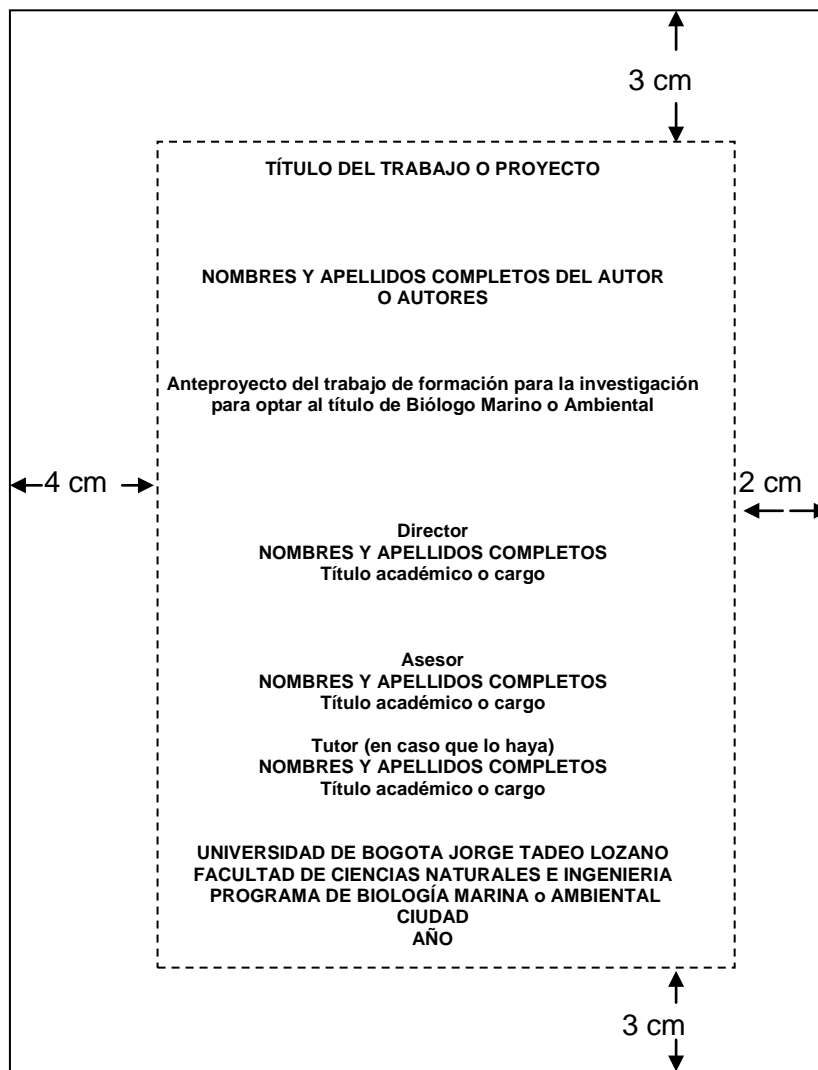 3 cm
TÍTULO DEL TRABAJO O PROYECTO
NOMBRES Y APELLIDOS COMPLETOS DEL AUTOR
O AUTORES
Anteproyecto del trabajo de formación para la investigación
para optar al título de Biólogo Marino o Ambiental
4 cm
2 cm
Director
NOMBRES Y APELLIDOS COMPLETOS
Título académico o cargo
Asesor
NOMBRES Y APELLIDOS COMPLETOS
Título académico o cargo
Tutor (en caso que lo haya)
NOMBRES Y APELLIDOS COMPLETOS
Título académico o cargo
UNIVERSIDAD DE BOGOTA JORGE TADEO LOZANO
FACULTAD DE CIENCIAS NATURALES E INGENIERIA
PROGRAMA DE BIOLOGÍA MARINA o AMBIENTAL
CIUDAD
AÑO
3 cm